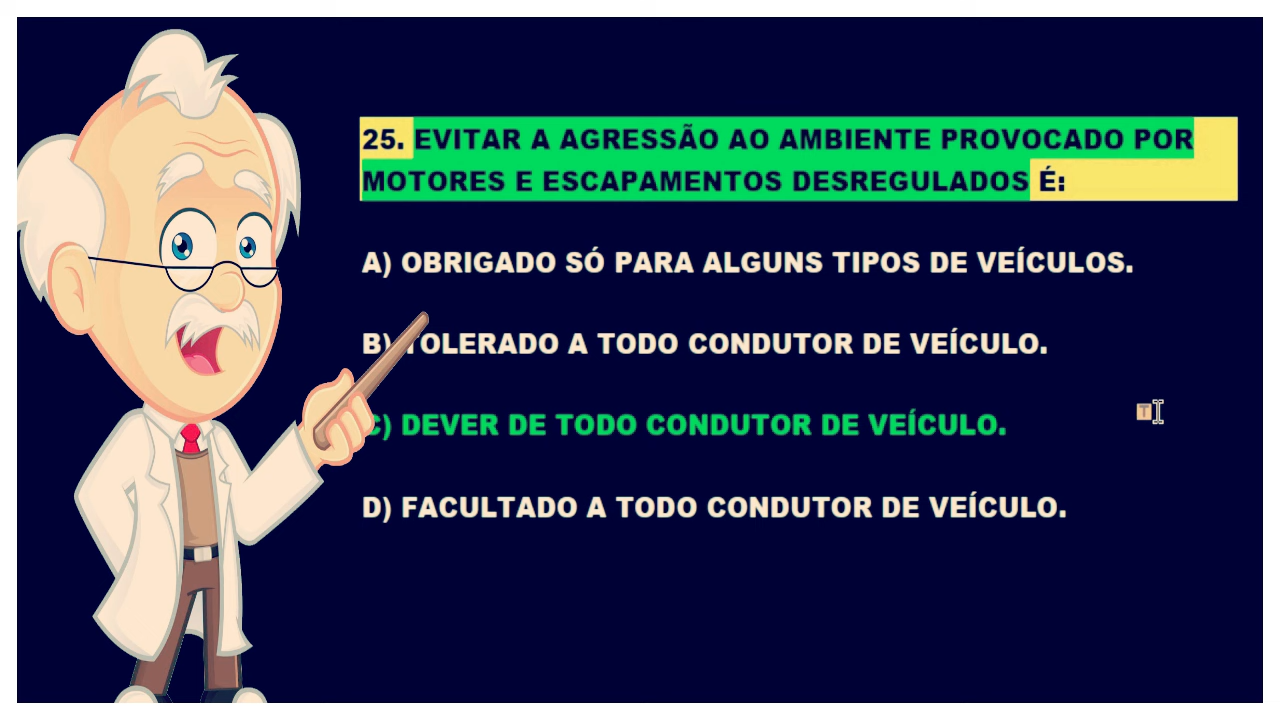 25. EVITAR A AGRESSÃO AO AMBIENTE PROVOCADO POR
MOTORES E ESCAPAMENTOS DESREGULADOS É:
A) OBRIGADO SÓ PARA ALGUNS TIPOS DE VEÍCULOS.
B) TOLERADO A TODO CONDUTOR DE VEÍCULO.
C) DEVER DE TODO CONDUTOR DE VEÍCULO.
D) FACULTADO A TODO CONDUTOR DE VEÍCULO.